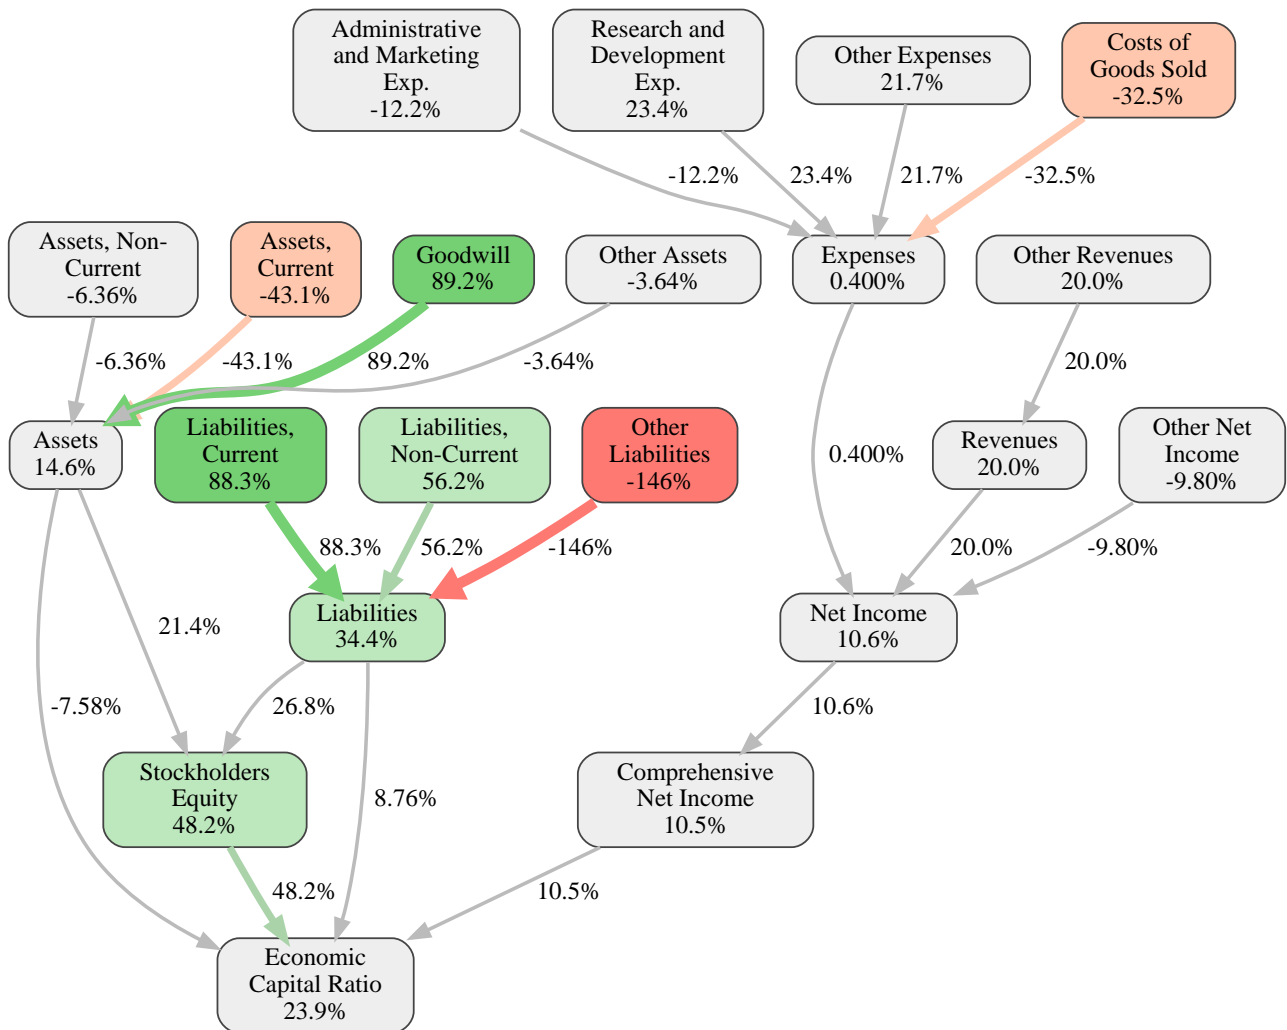 Administrative
and Marketing
Exp.
-12.2%
Research and
Development
Exp.
23.4%
Other Expenses
21.7%
Costs of
Goods Sold
-32.5%
-12.2%
23.4%
21.7%
-32.5%
Assets, Non-
Current
-6.36%
Assets,
Current
-43.1%
Goodwill
89.2%
Other Assets
-3.64%
Expenses
0.400%
Other Revenues
20.0%
-6.36%
-43.1%
89.2%
-3.64%
20.0%
Assets
14.6%
Liabilities,
Current
88.3%
Liabilities,
Non-Current
56.2%
Other
Liabilities
-146%
0.400%
Revenues
20.0%
Other Net
Income
-9.80%
88.3%
56.2%
-146%
20.0%
-9.80%
21.4%
Liabilities
34.4%
Net Income
10.6%
-7.58%
26.8%
10.6%
Stockholders
Equity
48.2%
8.76%
Comprehensive
Net Income
10.5%
48.2%
10.5%
Economic
Capital Ratio
23.9%